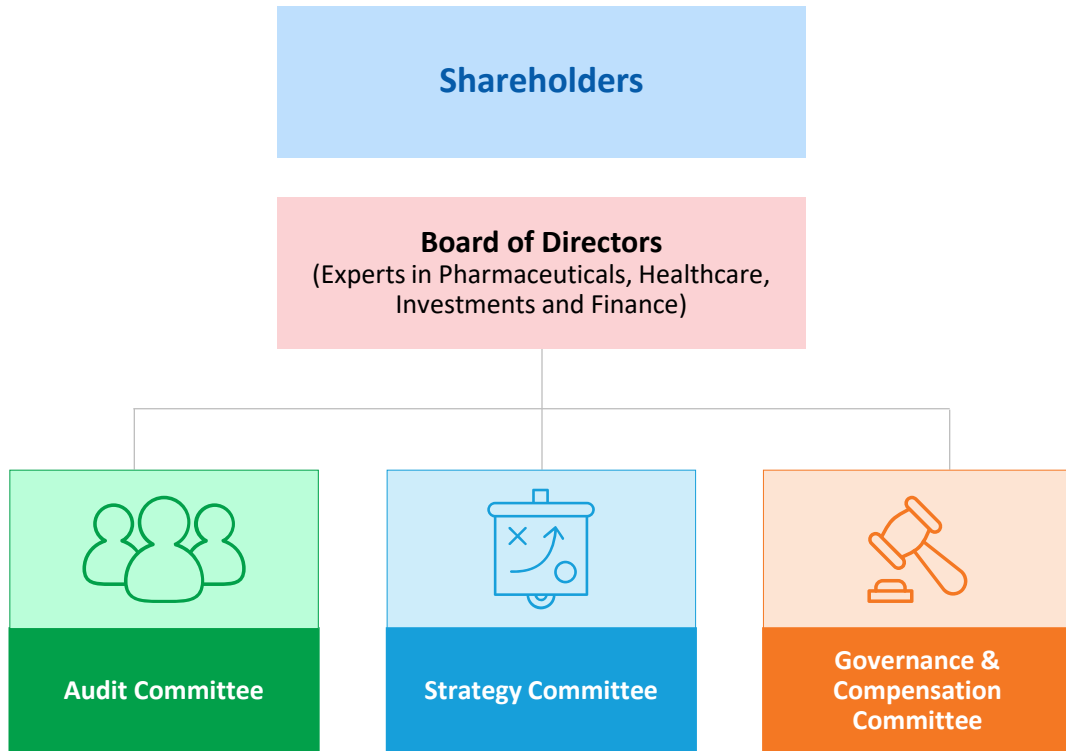 Shareholders
Board of Directors
(Experts in Pharmaceuticals, Healthcare,
Investments and Finance)
Audit Committee
Strategy Committee
Governance &
Compensation
Committee